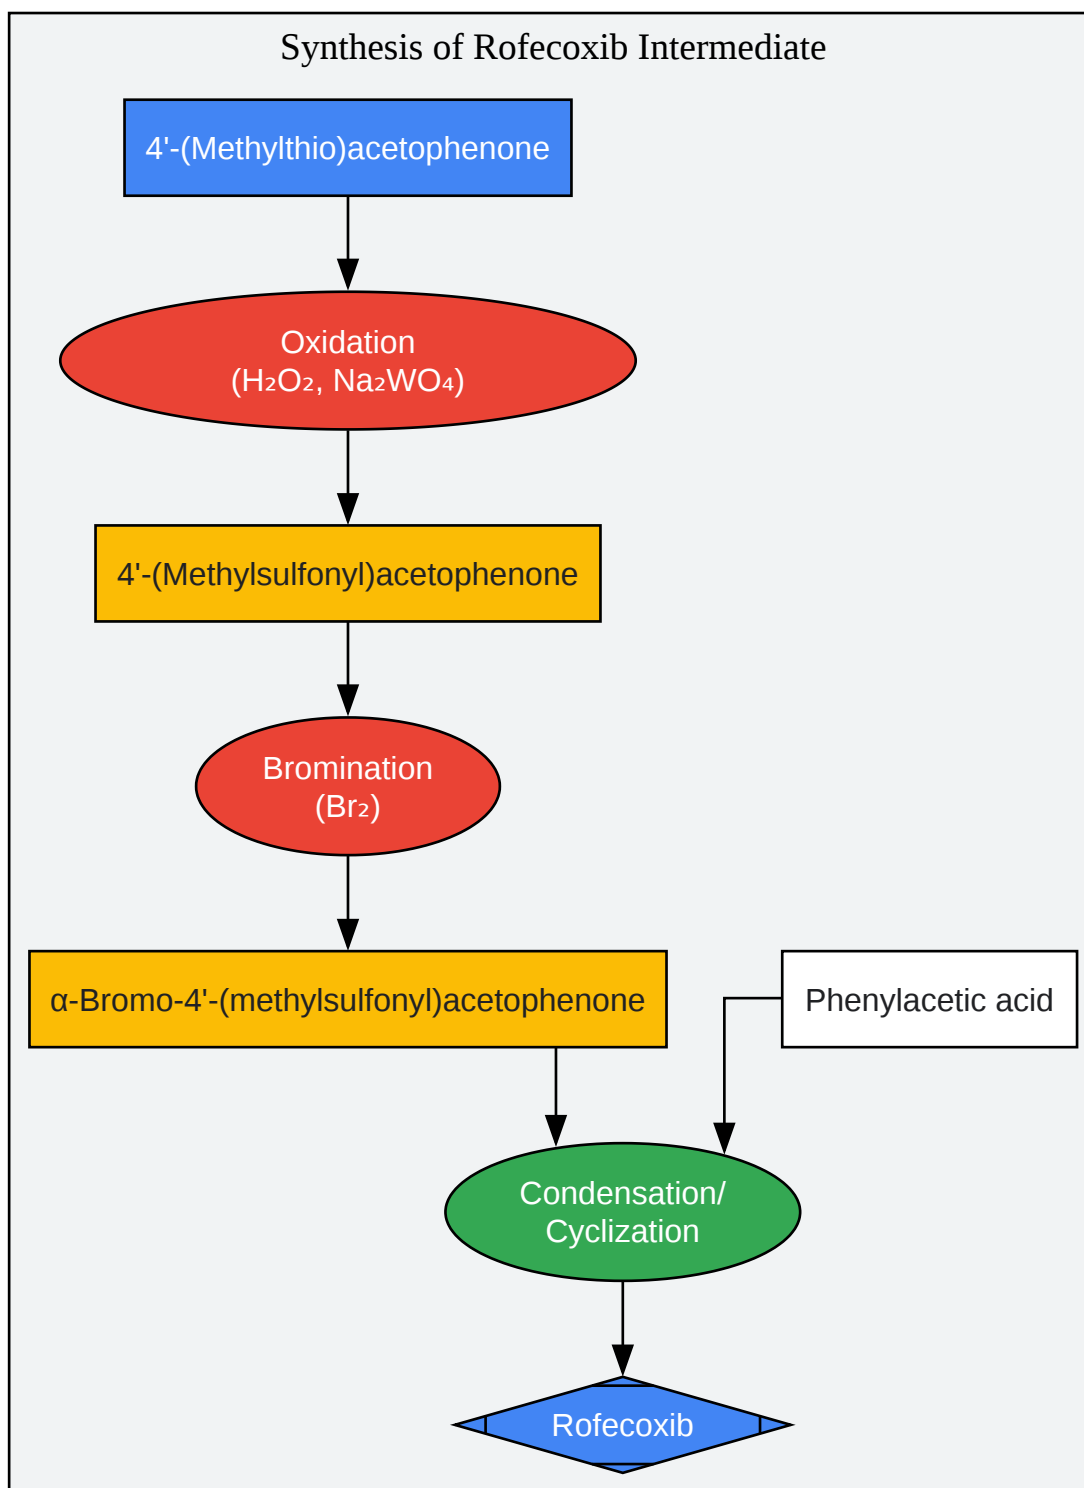 Synthesis of Rofecoxib Intermediate
4'-(Methylthio)acetophenone
Oxidation
(H₂O₂, Na₂WO₄)
4'-(Methylsulfonyl)acetophenone
Bromination
(Br₂)
α-Bromo-4'-(methylsulfonyl)acetophenone
Phenylacetic acid
Condensation/
Cyclization
Rofecoxib